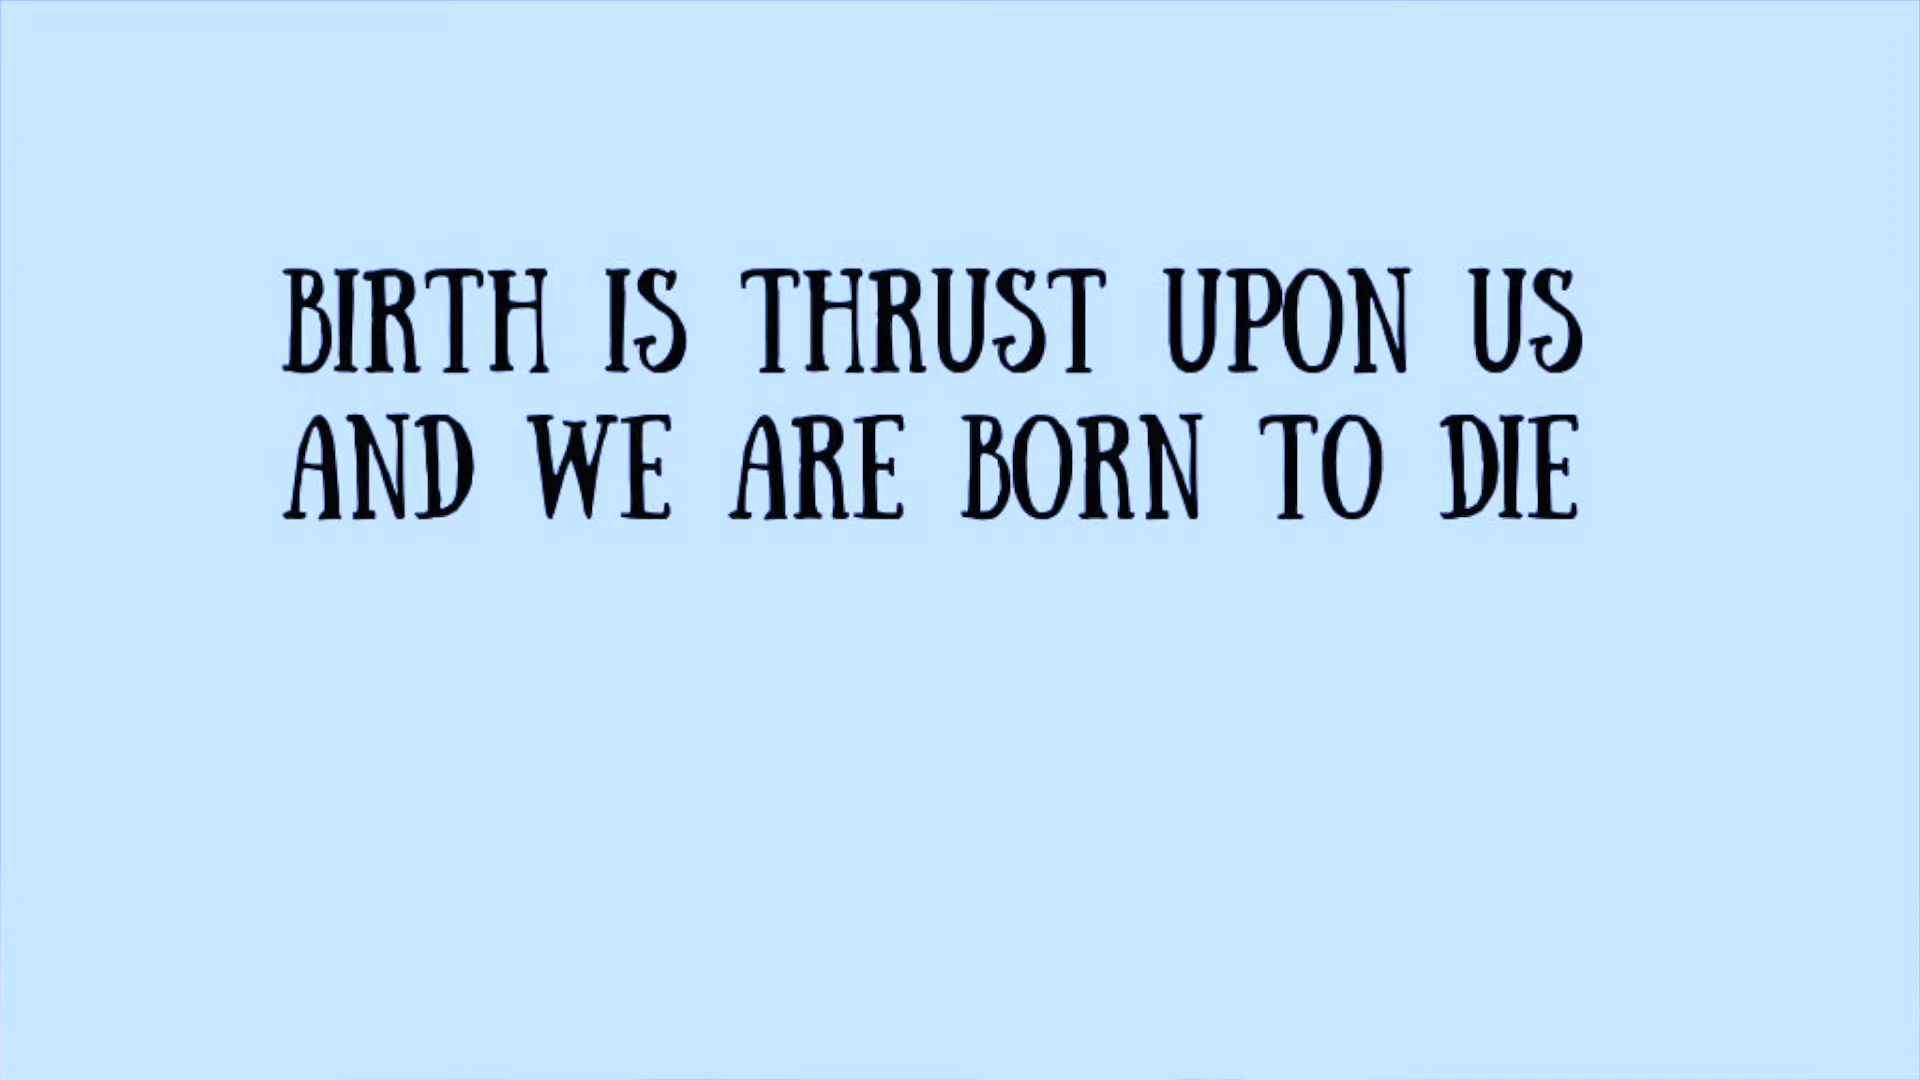 BIRTH IS THRUST UPON US
AND WE ARE BORN TO DIE